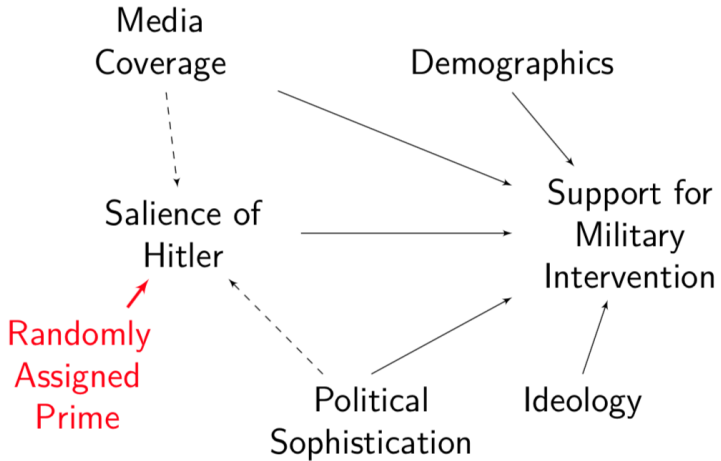 Media
Coverage
Demographics
Salience of
Hitler
Support for
Military
Intervention
Randomly
Assigned
Prime
Political
Sophistication
Ideology